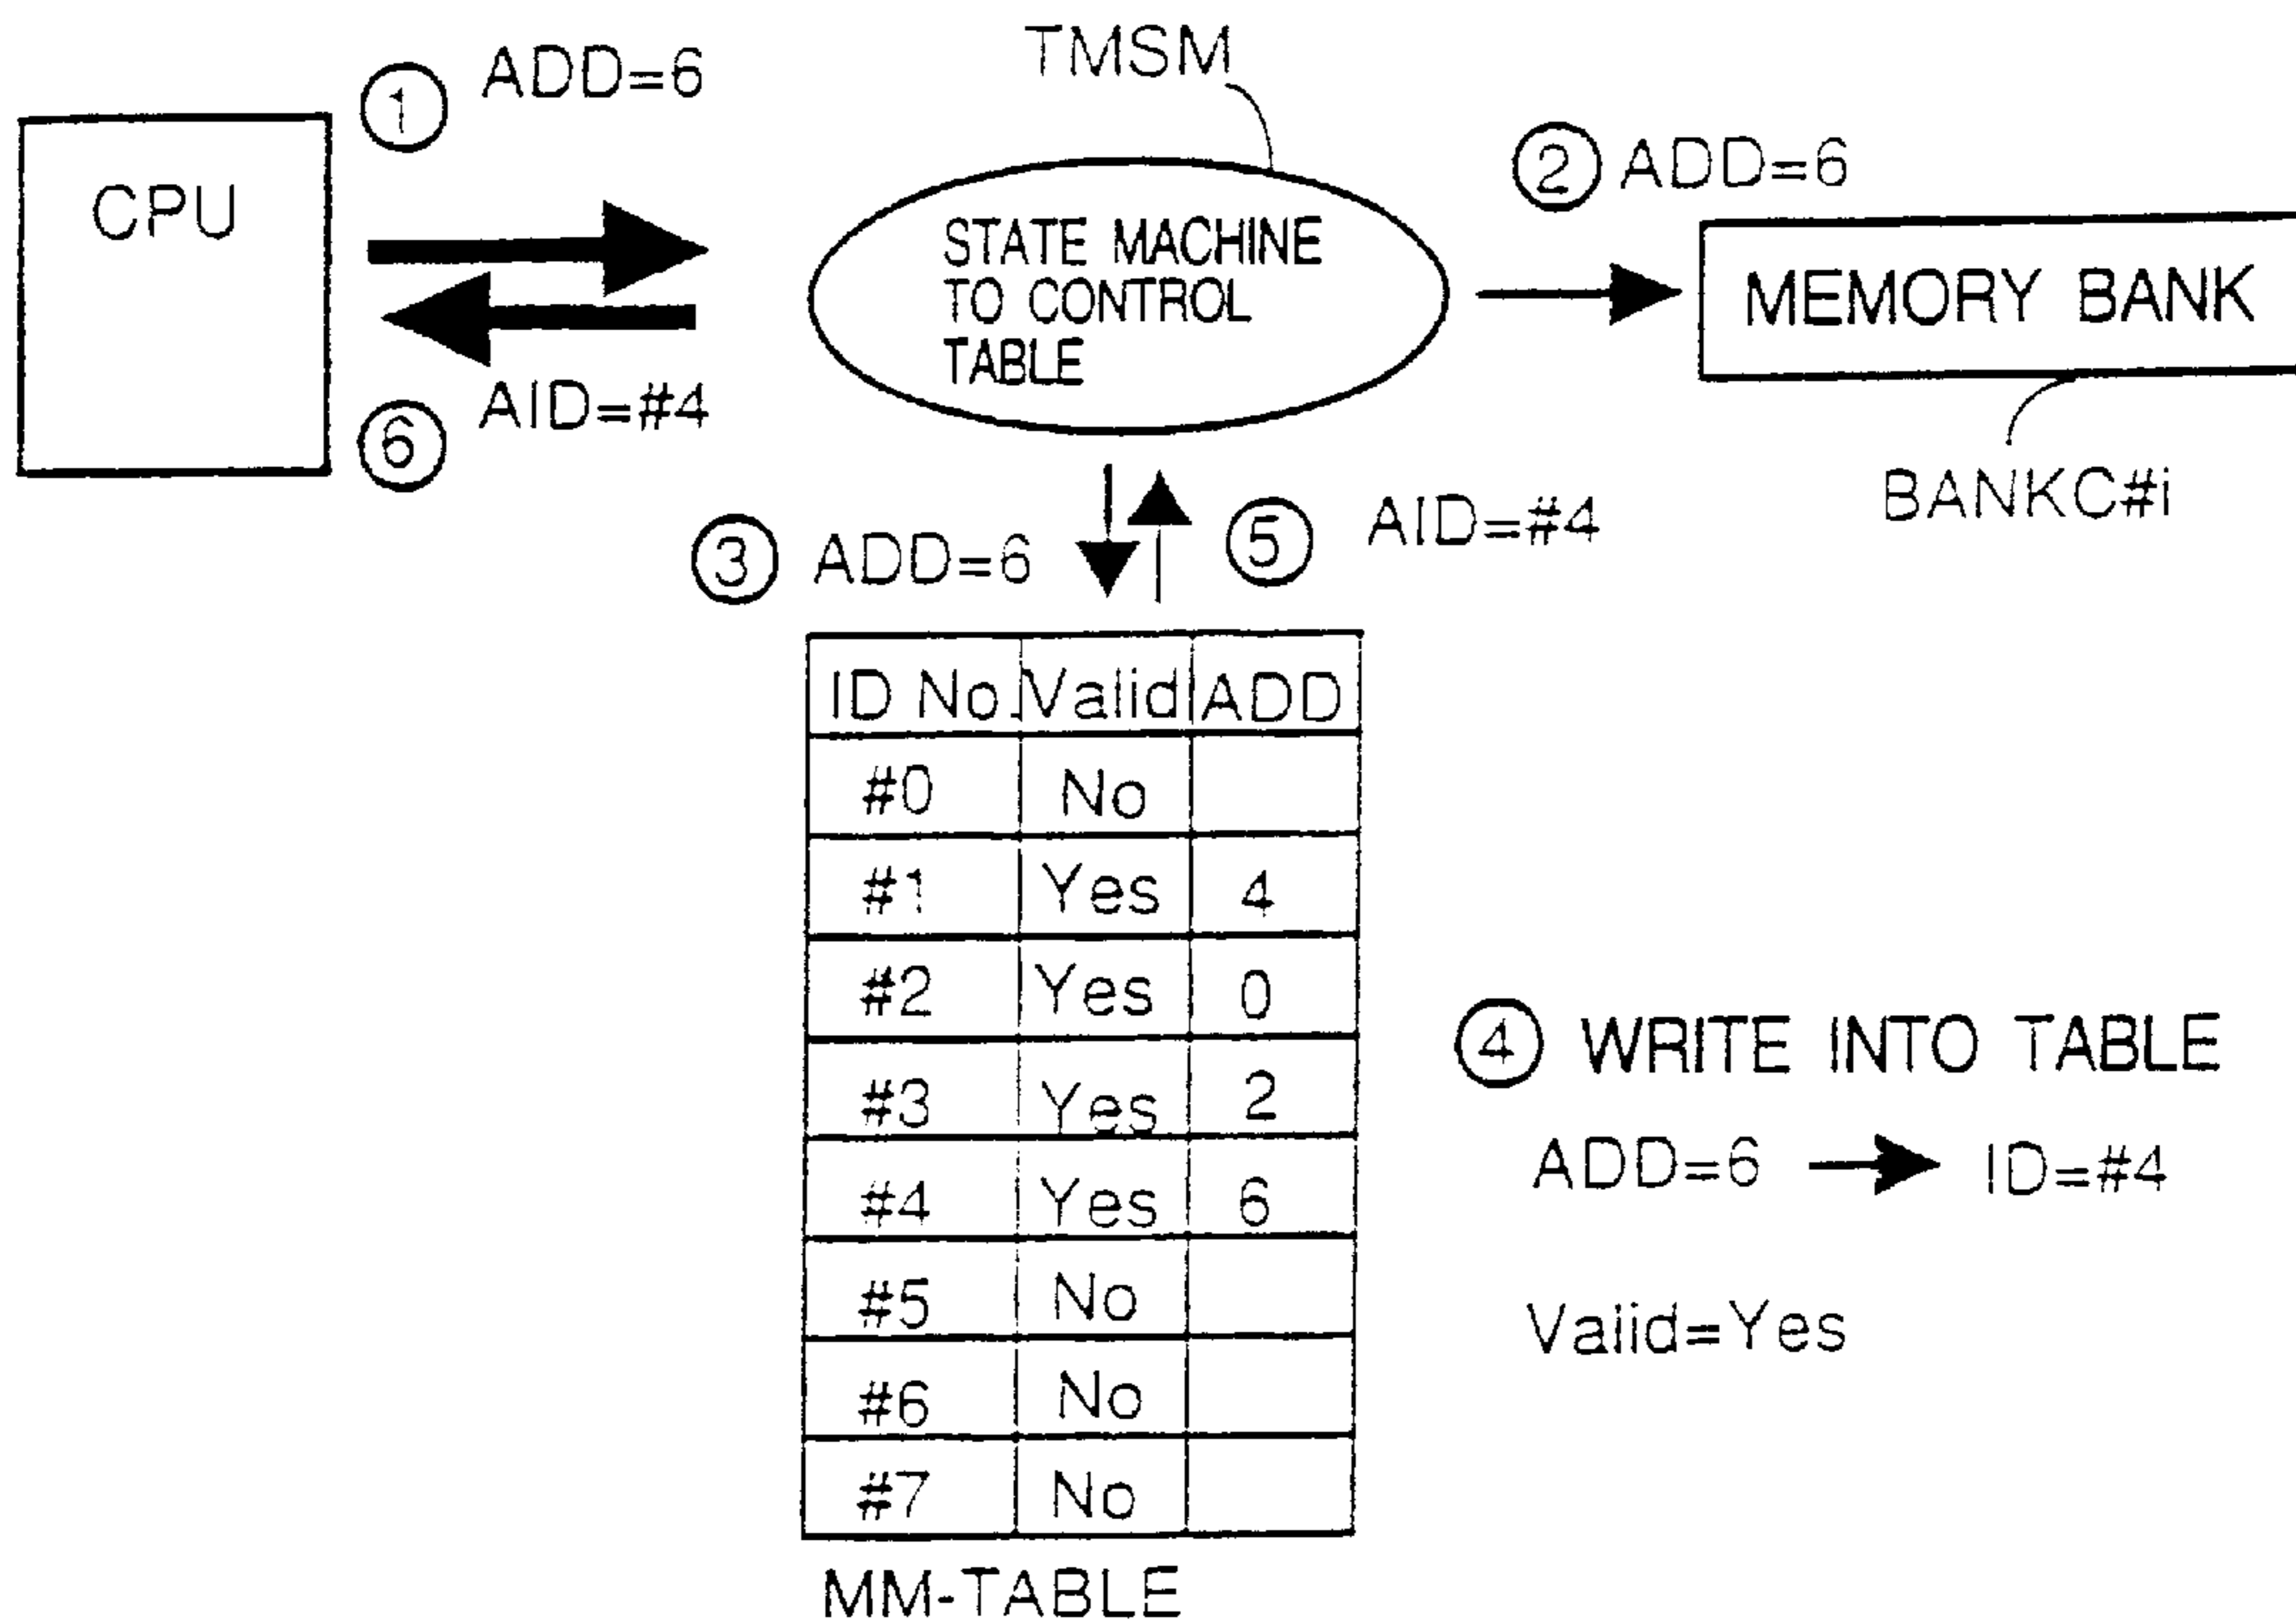 ① ADD=6
TMSM
② ADD=6
CPU
STATE MACHINE
TO CONTROL
TABLE
MEMORY BANK
⑥ AID=#4
BANKC#i
③ ADD=6
⑤ AID=#4
ID No. Valid ADD
#0 No
#1 Yes 4
#2 Yes 0
#3 Yes 2
#4 Yes 6
#5 No
#6 No
#7 No
④ WRITE INTO TABLE
ADD=6 → ID=#4
Valid=Yes
MM-TABLE